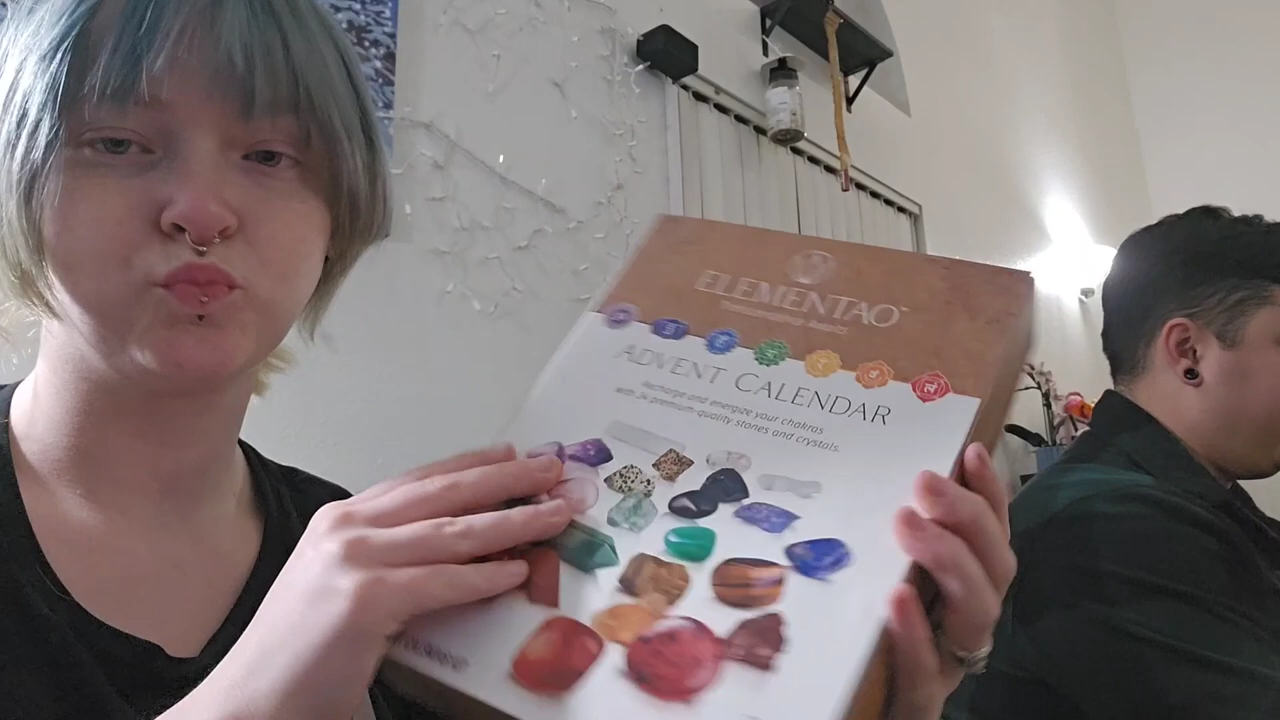 ELEMENTAO
ADVENT CALENDAR
Recharge and energize your chakras
with 24 premium-quality stones and crystals.